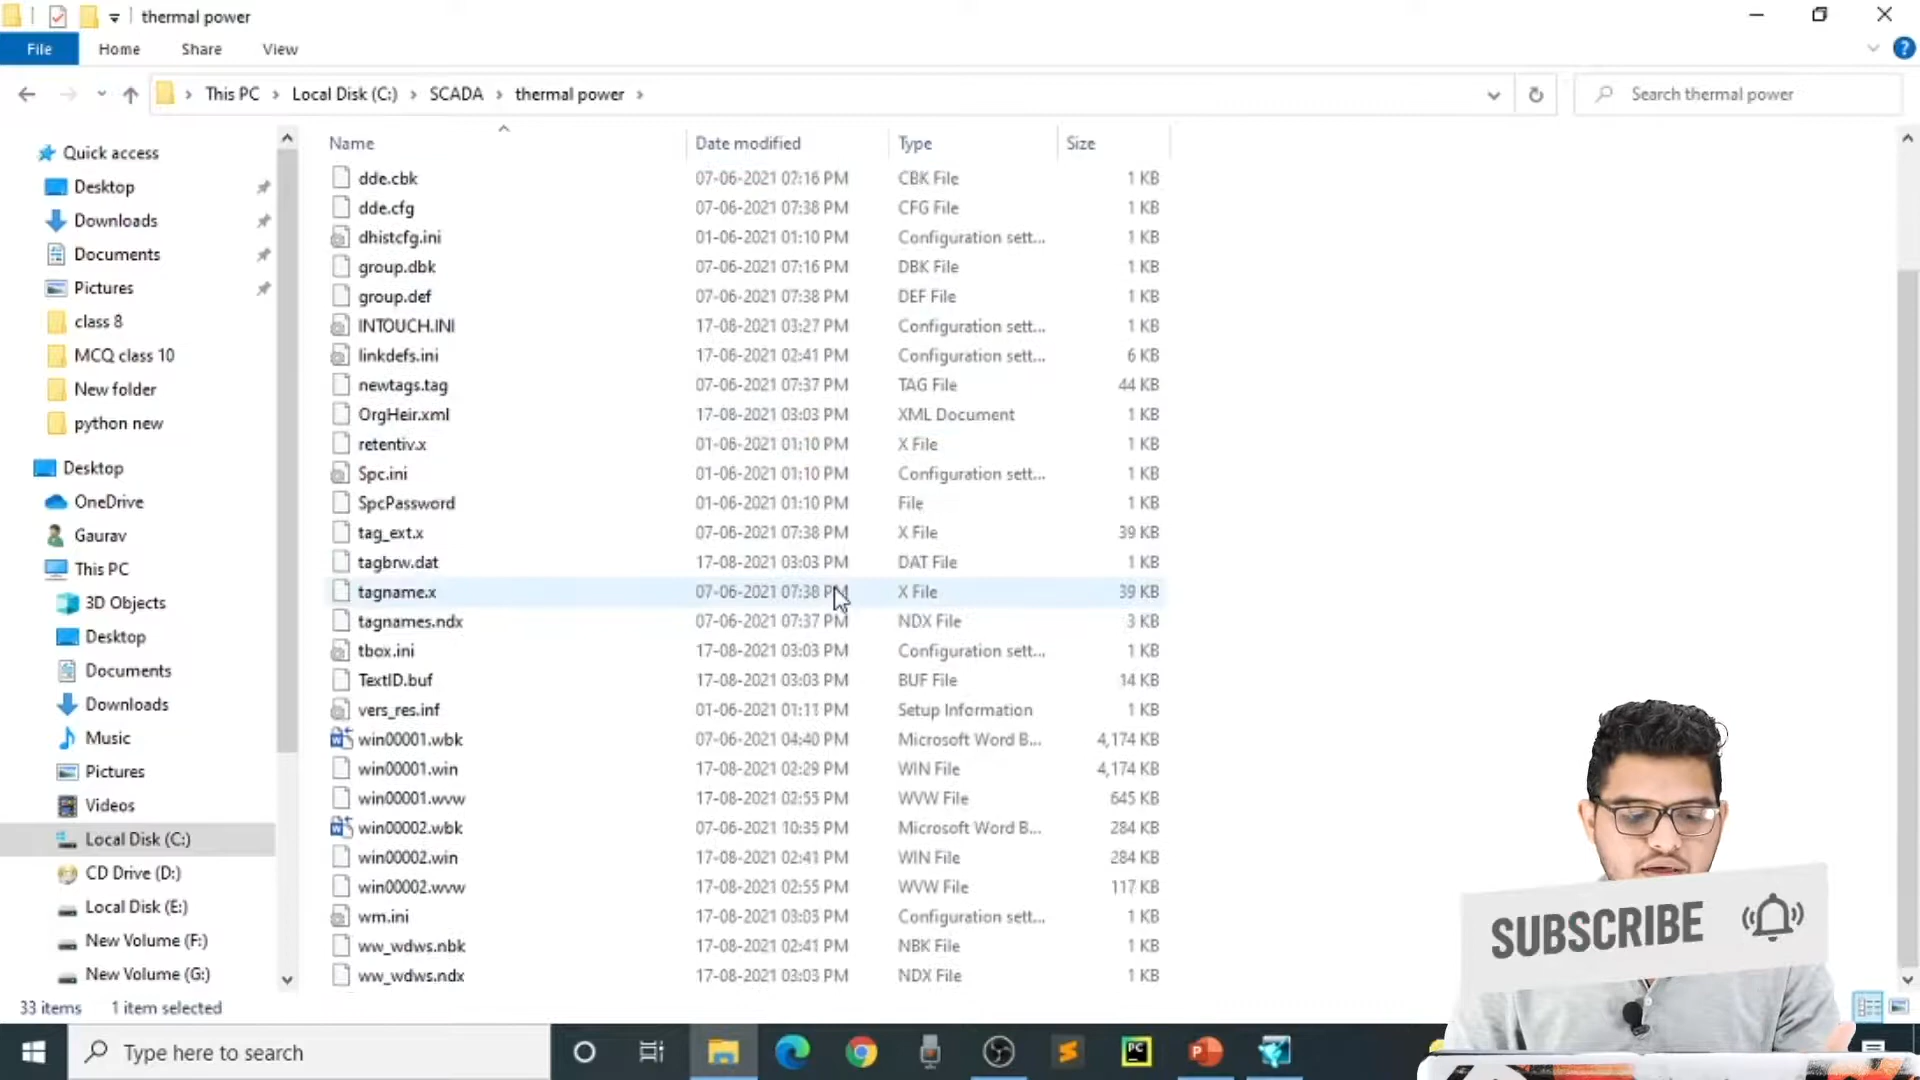 thermal power
File Home Share View
This PC › Local Disk (C:) › SCADA › thermal power ›
Search thermal power
Name Date modified Type Size
Quick access
Desktop
Downloads
Documents
Pictures
class 8
MCQ class 10
New folder
python new
Desktop
OneDrive
Gaurav
This PC
3D Objects
Desktop
Documents
Downloads
Music
Pictures
Videos
Local Disk (C:)
CD Drive (D:)
Local Disk (E:)
New Volume (F:)
New Volume (G:)
dde.cbk 07-06-2021 07:16 PM CBK File 1 KB
dde.cfg 07-06-2021 07:38 PM CFG File 1 KB
dhistcfg.ini 01-06-2021 01:10 PM Configuration sett... 1 KB
group.dbk 07-06-2021 07:16 PM DBK File 1 KB
group.def 07-06-2021 07:38 PM DEF File 1 KB
INTOUCH.INI 17-08-2021 03:27 PM Configuration sett... 1 KB
linkdefs.ini 17-06-2021 02:41 PM Configuration sett... 6 KB
newtags.tag 07-06-2021 07:37 PM TAG File 44 KB
OrgHeir.xml 17-08-2021 03:03 PM XML Document 1 KB
retentiv.x 01-06-2021 01:10 PM X File 1 KB
Spc.ini 01-06-2021 01:10 PM Configuration sett... 1 KB
SpcPassword 01-06-2021 01:10 PM File 1 KB
tag_ext.x 07-06-2021 07:38 PM X File 39 KB
tagbrw.dat 17-08-2021 03:03 PM DAT File 1 KB
tagname.x 07-06-2021 07:38 PM X File 39 KB
tagnames.ndx 07-06-2021 07:37 PM NDX File 3 KB
tbox.ini 17-08-2021 03:03 PM Configuration sett... 1 KB
TextID.buf 17-08-2021 03:03 PM BUF File 14 KB
vers_res.inf 01-06-2021 01:11 PM Setup Information 1 KB
win00001.wbk 07-06-2021 04:40 PM Microsoft Word B... 4,174 KB
win00001.win 17-08-2021 02:29 PM WIN File 4,174 KB
win00001.wvw 17-08-2021 02:55 PM WVW File 645 KB
win00002.wbk 07-06-2021 10:35 PM Microsoft Word B... 284 KB
win00002.win 17-08-2021 02:41 PM WIN File 284 KB
win00002.wvw 17-08-2021 02:55 PM WVW File 117 KB
wm.ini 17-08-2021 03:03 PM Configuration sett... 1 KB
ww_wdws.nbk 17-08-2021 02:41 PM NBK File 1 KB
ww_wdws.ndx 17-08-2021 03:03 PM NDX File 1 KB
SUBSCRIBE
33 items 1 item selected
Type here to search